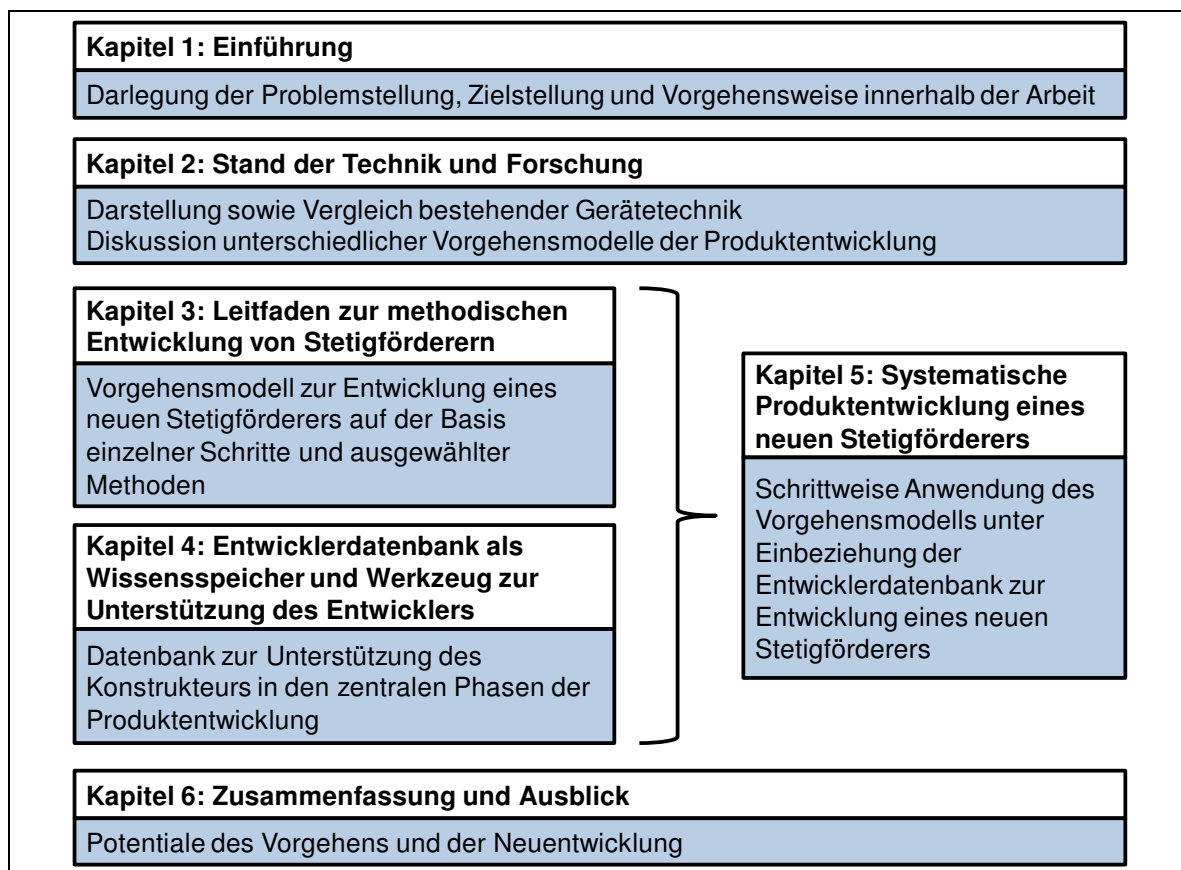 Kapitel 1: Einführung
Darlegung der Problemstellung, Zielstellung und Vorgehensweise innerhalb der Arbeit
Kapitel 2: Stand der Technik und Forschung
Darstellung sowie Vergleich bestehender Gerätetechnik
Diskussion unterschiedlicher Vorgehensmodelle der Produktentwicklung
Kapitel 3: Leitfaden zur methodischen
Entwicklung von Stetigförderern
Vorgehensmodell zur Entwicklung eines
neuen Stetigförderers auf der Basis
einzelner Schritte und ausgewählter
Methoden
Kapitel 4: Entwicklerdatenbank als
Wissensspeicher und Werkzeug zur
Unterstützung des Entwicklers
Datenbank zur Unterstützung des
Konstrukteurs in den zentralen Phasen der
Produktentwicklung
Kapitel 5: Systematische
Produktentwicklung eines
neuen Stetigförderers
Schrittweise Anwendung des
Vorgehensmodells unter
Einbeziehung der
Entwicklerdatenbank zur
Entwicklung eines neuen
Stetigförderers
Kapitel 6: Zusammenfassung und Ausblick
Potentiale des Vorgehens und der Neuentwicklung